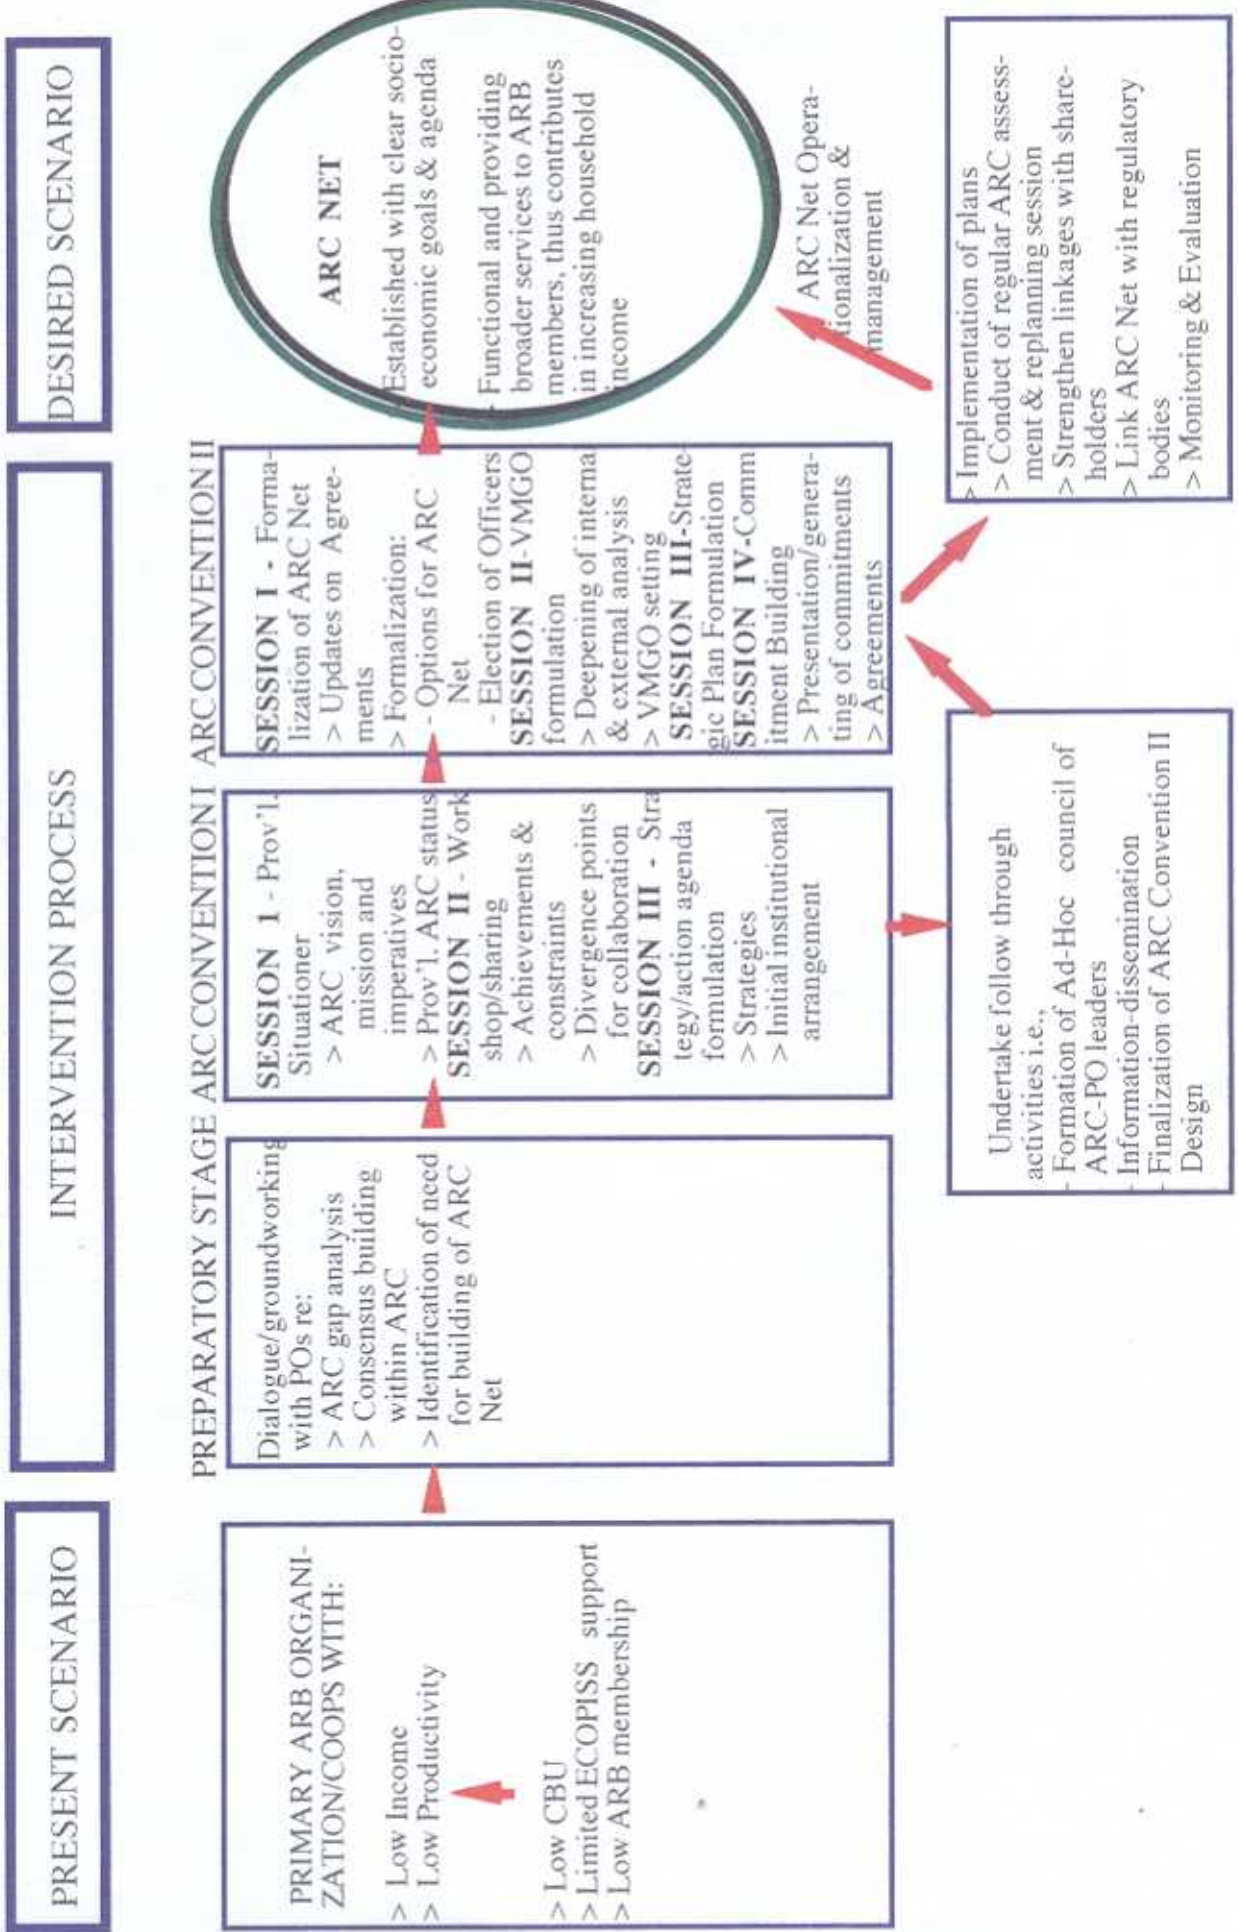 PRESENT SCENARIO
INTERVENTION PROCESS
DESIRED SCENARIO
PRIMARY ARB ORGANI-
ZATION/COOPS WITH:
> Low Income
> Low Productivity
> Low CBU
> Limited ECOPISS support
> Low ARB membership
PREPARATORY STAGE
Dialogue/groundworking
with POs re:
> ARC gap analysis
> Consensus building
within ARC
> Identification of need
for building of ARC
Net
ARC CONVENTION I
SESSION 1 - Prov'l.
Situationer
> ARC vision,
mission and
imperatives
> Prov'l. ARC status
SESSION II - Work
shop/sharing
> Achievements &
constraints
> Divergence points
for collaboration
SESSION III - Stra
tegy/action agenda
formulation
> Strategies
> Initial institutional
arrangement
ARC CONVENTION II
SESSION I - Forma-
lization of ARC Net
> Updates on Agree-
ments
> Formalization:
- Options for ARC
Net
- Election of Officers
SESSION II-VMGO
formulation
> Deepening of interna
& external analysis
> VMGO setting
SESSION III-Strate-
gic Plan Formulation
SESSION IV-Comm
itment Building
> Presentation/genera-
ting of commitments
> Agreements
ARC NET
Established with clear socio-
economic goals & agenda
- Functional and providing
broader services to ARB
members, thus contributes
in increasing household
income
ARC Net Opera-
tionalization &
management
Undertake follow through
activities i.e.,
- Formation of Ad-Hoc council of
ARC-PO leaders
- Information-dissemination
- Finalization of ARC Convention II
Design
> Implementation of plans
> Conduct of regular ARC assess-
ment & replanning session
> Strengthen linkages with share-
holders
> Link ARC Net with regulatory
bodies
> Monitoring & Evaluation